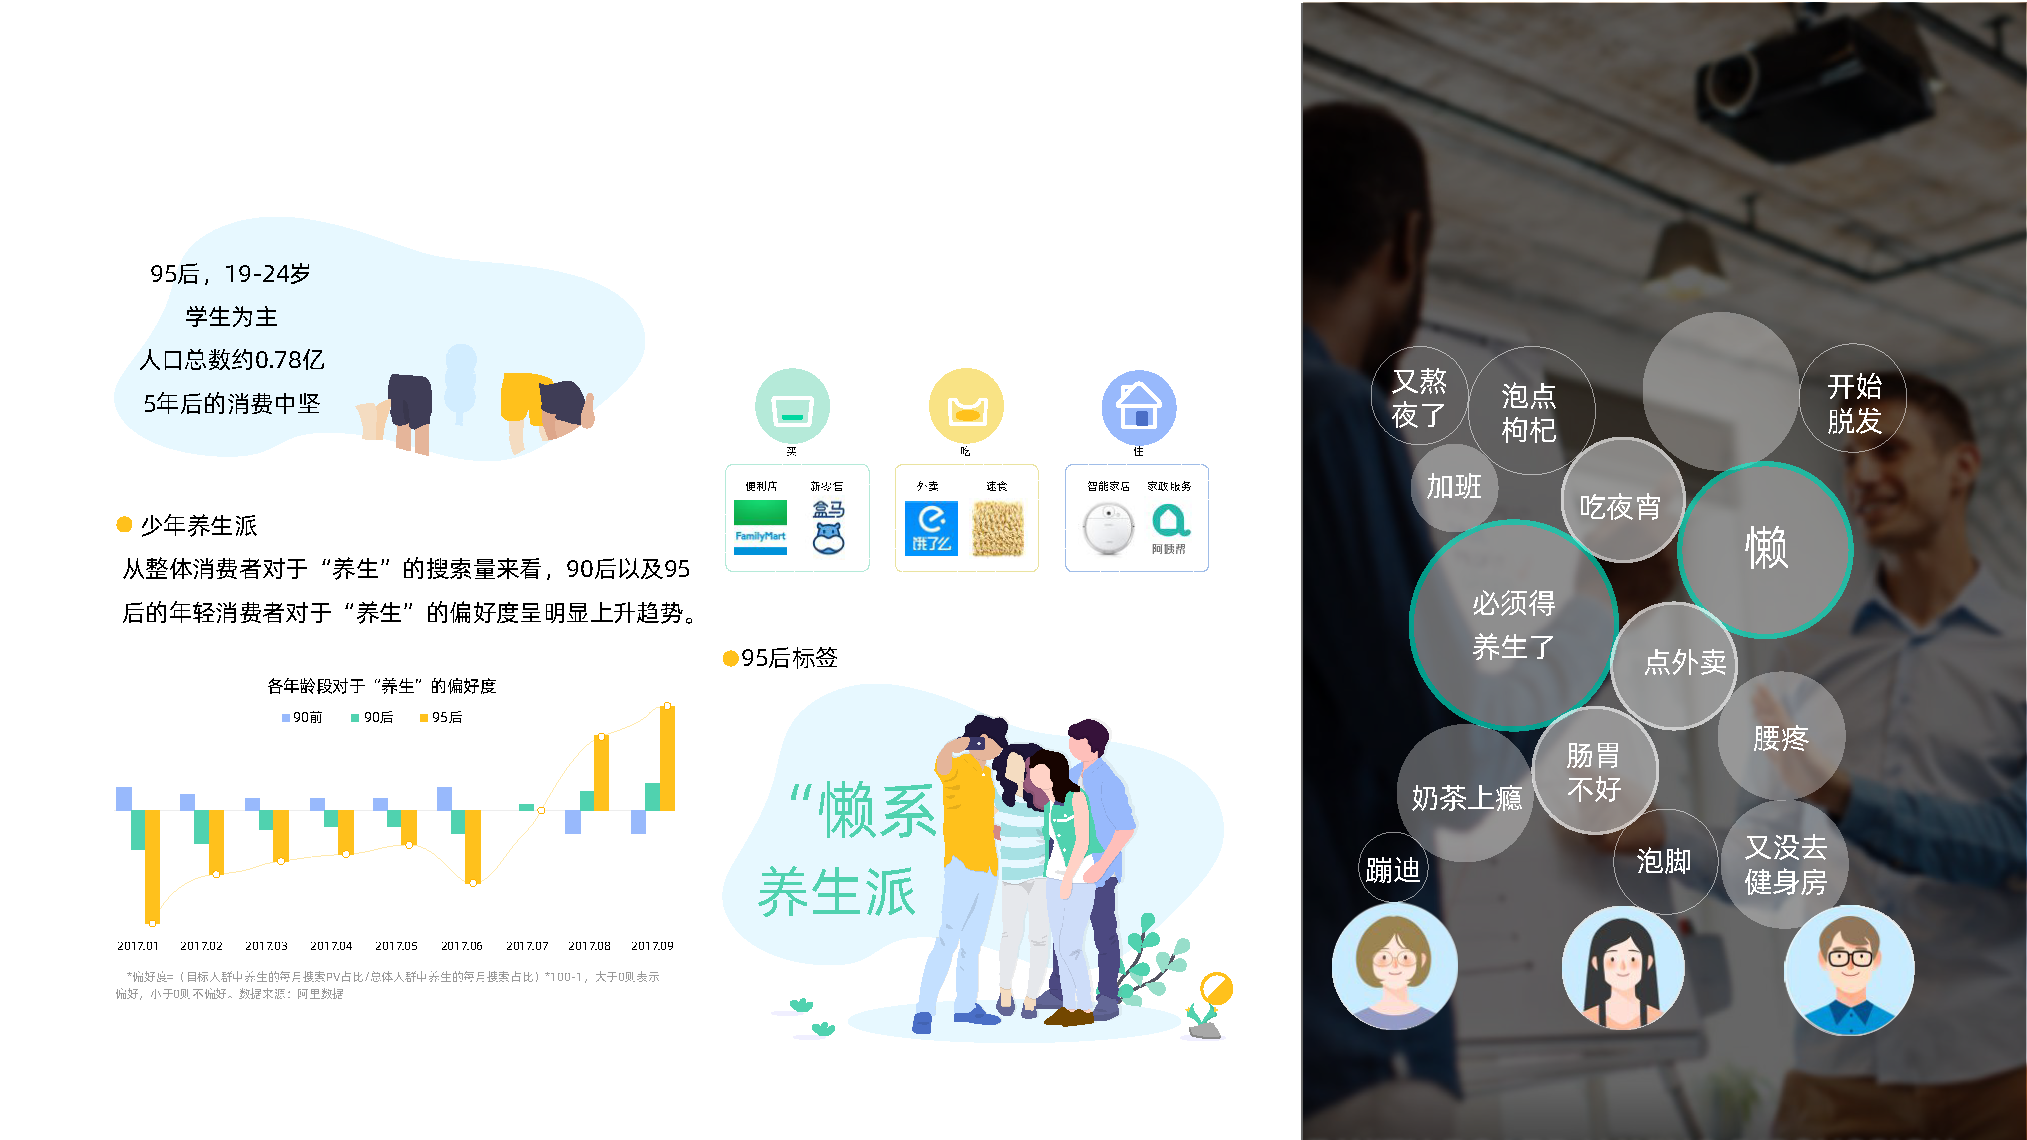 95后，19-24岁
学生为主
人口总数约0.78亿
5年后的消费中坚
少年养生派
从整体消费者对于“养生”的搜索量来看，90后以及95
后的年轻消费者对于“养生”的偏好度呈明显上升趋势。
各年龄段对于“养生”的偏好度
90前 90后 95后
2017.01 2017.02 2017.03 2017.04 2017.05 2017.06 2017.07 2017.08 2017.09
*偏好度=（目标人群中养生的每月搜索PV占比/总体人群中养生的每月搜索占比）*100-1，大于0则表示
偏好，小于0则不偏好。数据来源：阿里数据
买
便利店 新零售
FamilyMart
盒马
吃
外卖 速食
饿了么
住
智能家居 家政服务
阿姨帮
95后标签
“懒系
养生派
又熬
夜了
泡点
枸杞
开始
脱发
加班
吃夜宵
懒
必须得
养生了
点外卖
腰疼
肠胃
不好
奶茶上瘾
蹦迪
泡脚
又没去
健身房